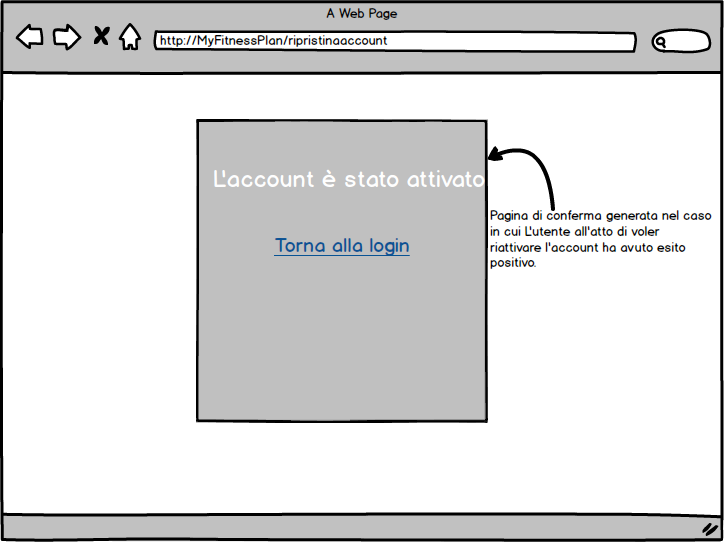 A Web Page
http://MyFitnessPlan/ripristinaaccount
L'account è stato attivato
Torna alla login
Pagina di conferma generata nel caso
in cui L'utente all'atto di voler
riattivare l'account ha avuto esito
positivo.